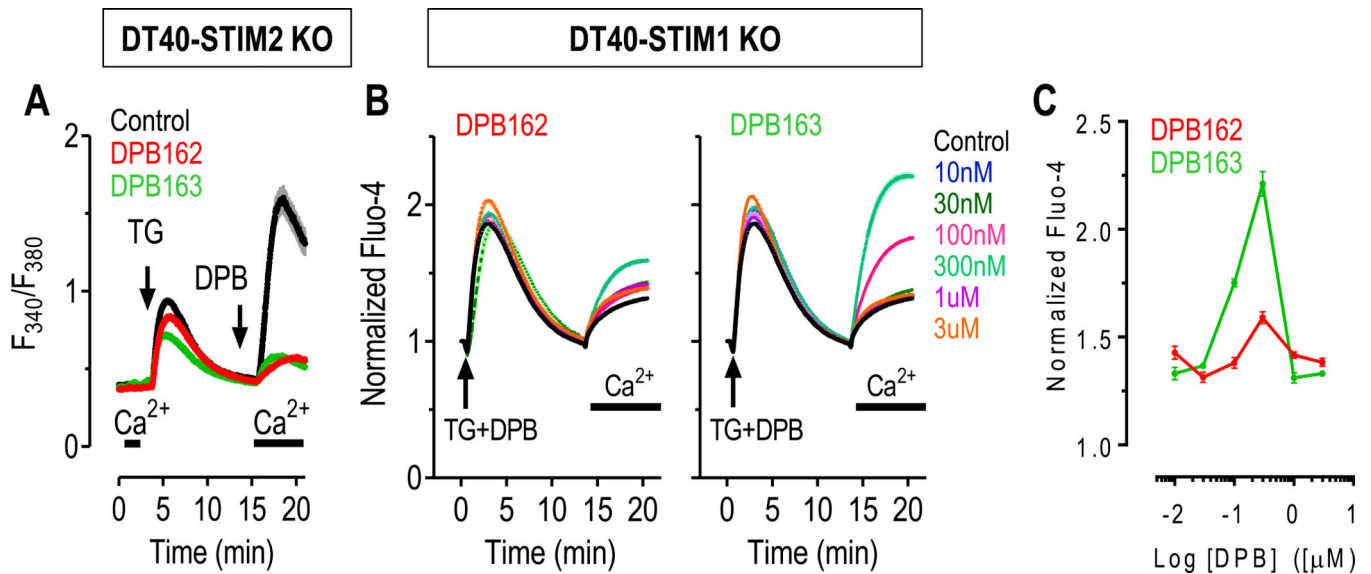 DT40-STIM2 KO
DT40-STIM1 KO
A
Control
DPB162
DPB163
TG
DPB
F340/F380
2
1
0
Ca2+
Ca2+
0 5 10 15 20
Time (min)
B
DPB162
DPB163
Normalized Fluo-4
2
1
0
TG+DPB
Ca2+
TG+DPB
Ca2+
0 5 10 15 20
Time (min)
0 5 10 15 20
Time (min)
Control
10nM
30nM
100nM
300nM
1uM
3uM
C
DPB162
DPB163
Normalized Fluo-4
2.5
2.0
1.5
1.0
-2 -1 0 1
Log [DPB] ([μM)